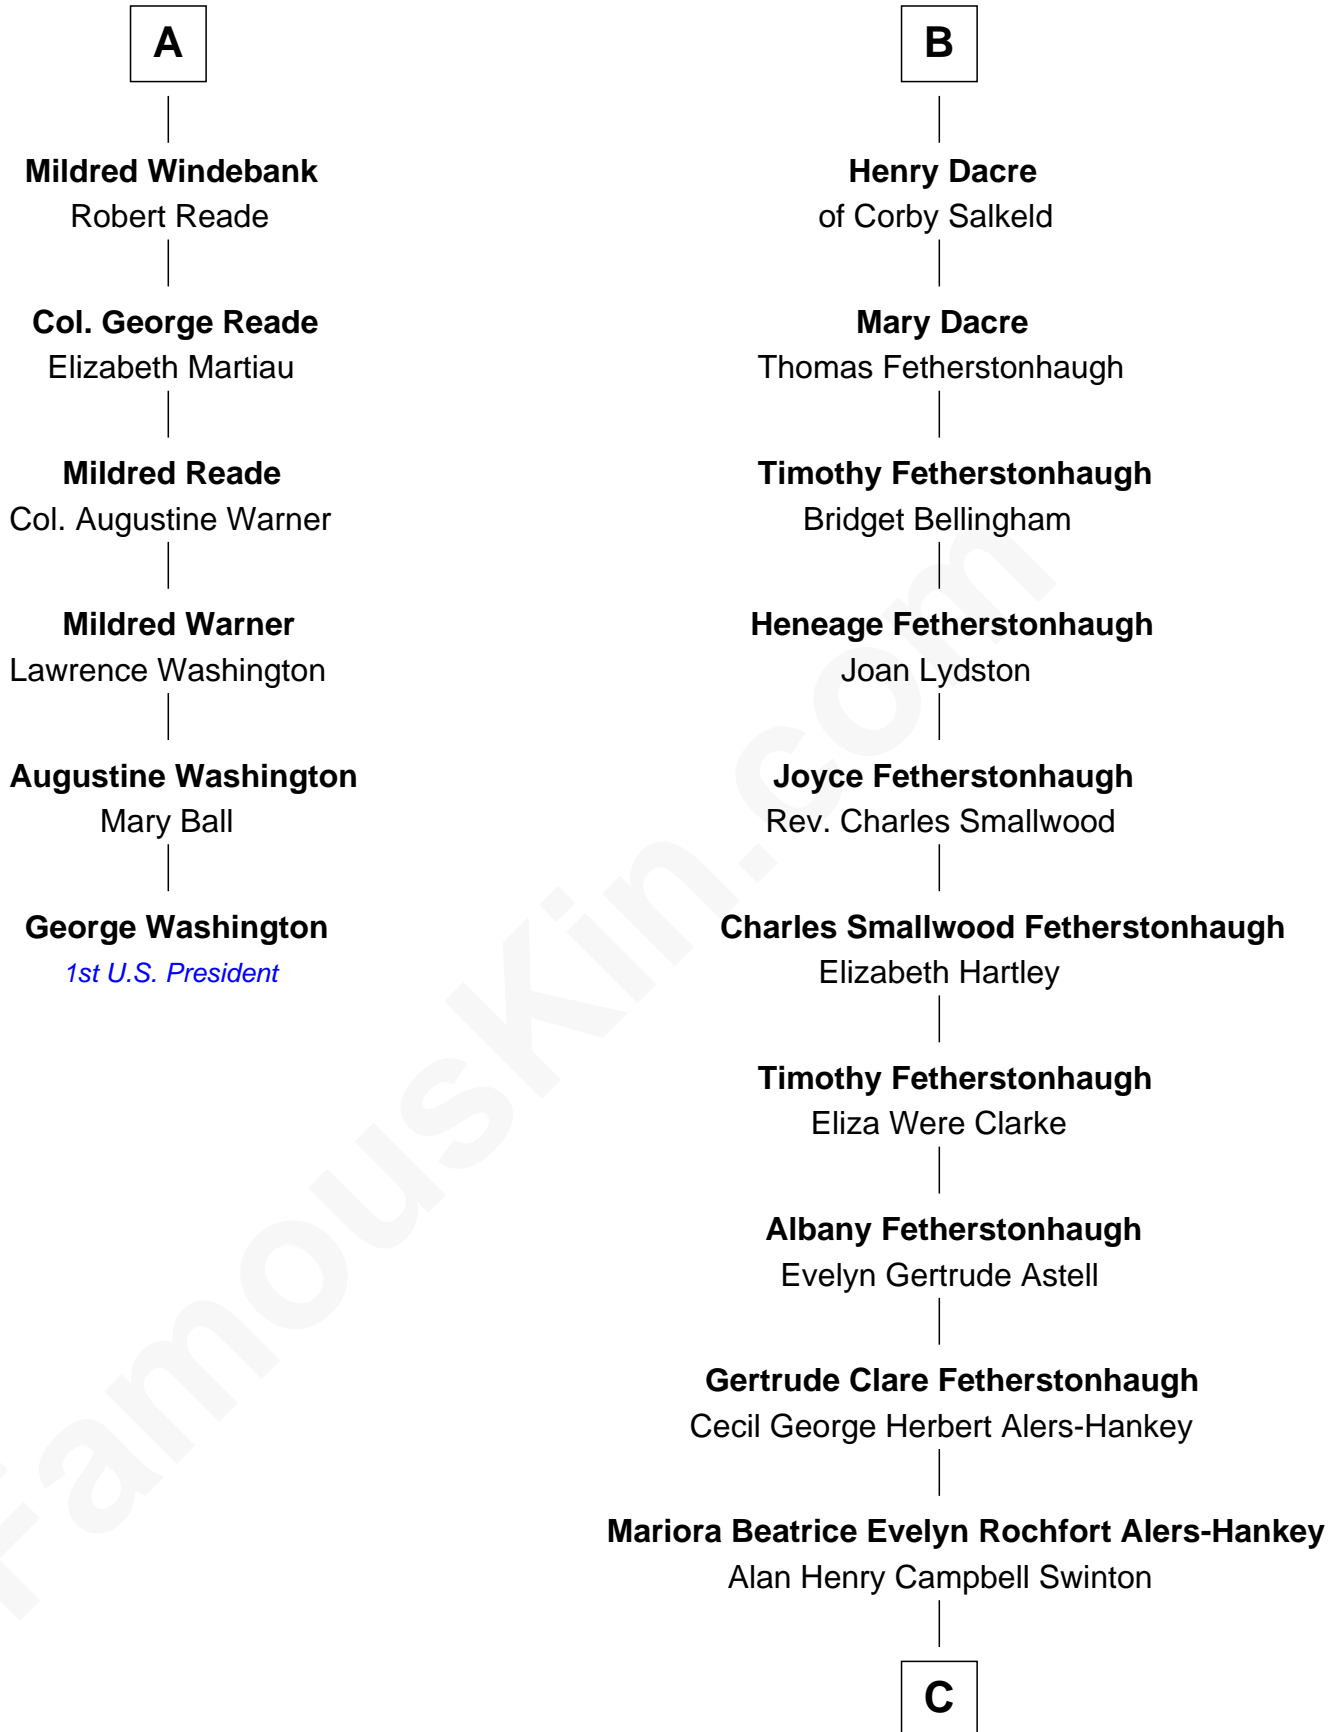 A
Mildred Windebank
Robert Reade
Col. George Reade
Elizabeth Martiau
Mildred Reade
Col. Augustine Warner
Mildred Warner
Lawrence Washington
Augustine Washington
Mary Ball
George Washington
1st U.S. President
B
Henry Dacre
of Corby Salkeld
Mary Dacre
Thomas Fetherstonhaugh
Timothy Fetherstonhaugh
Bridget Bellingham
Heneage Fetherstonhaugh
Joan Lydston
Joyce Fetherstonhaugh
Rev. Charles Smallwood
Charles Smallwood Fetherstonhaugh
Elizabeth Hartley
Timothy Fetherstonhaugh
Eliza Were Clarke
Albany Fetherstonhaugh
Evelyn Gertrude Astell
Gertrude Clare Fetherstonhaugh
Cecil George Herbert Alers-Hankey
Mariora Beatrice Evelyn Rochfort Alers-Hankey
Alan Henry Campbell Swinton
C
FamousKin.com